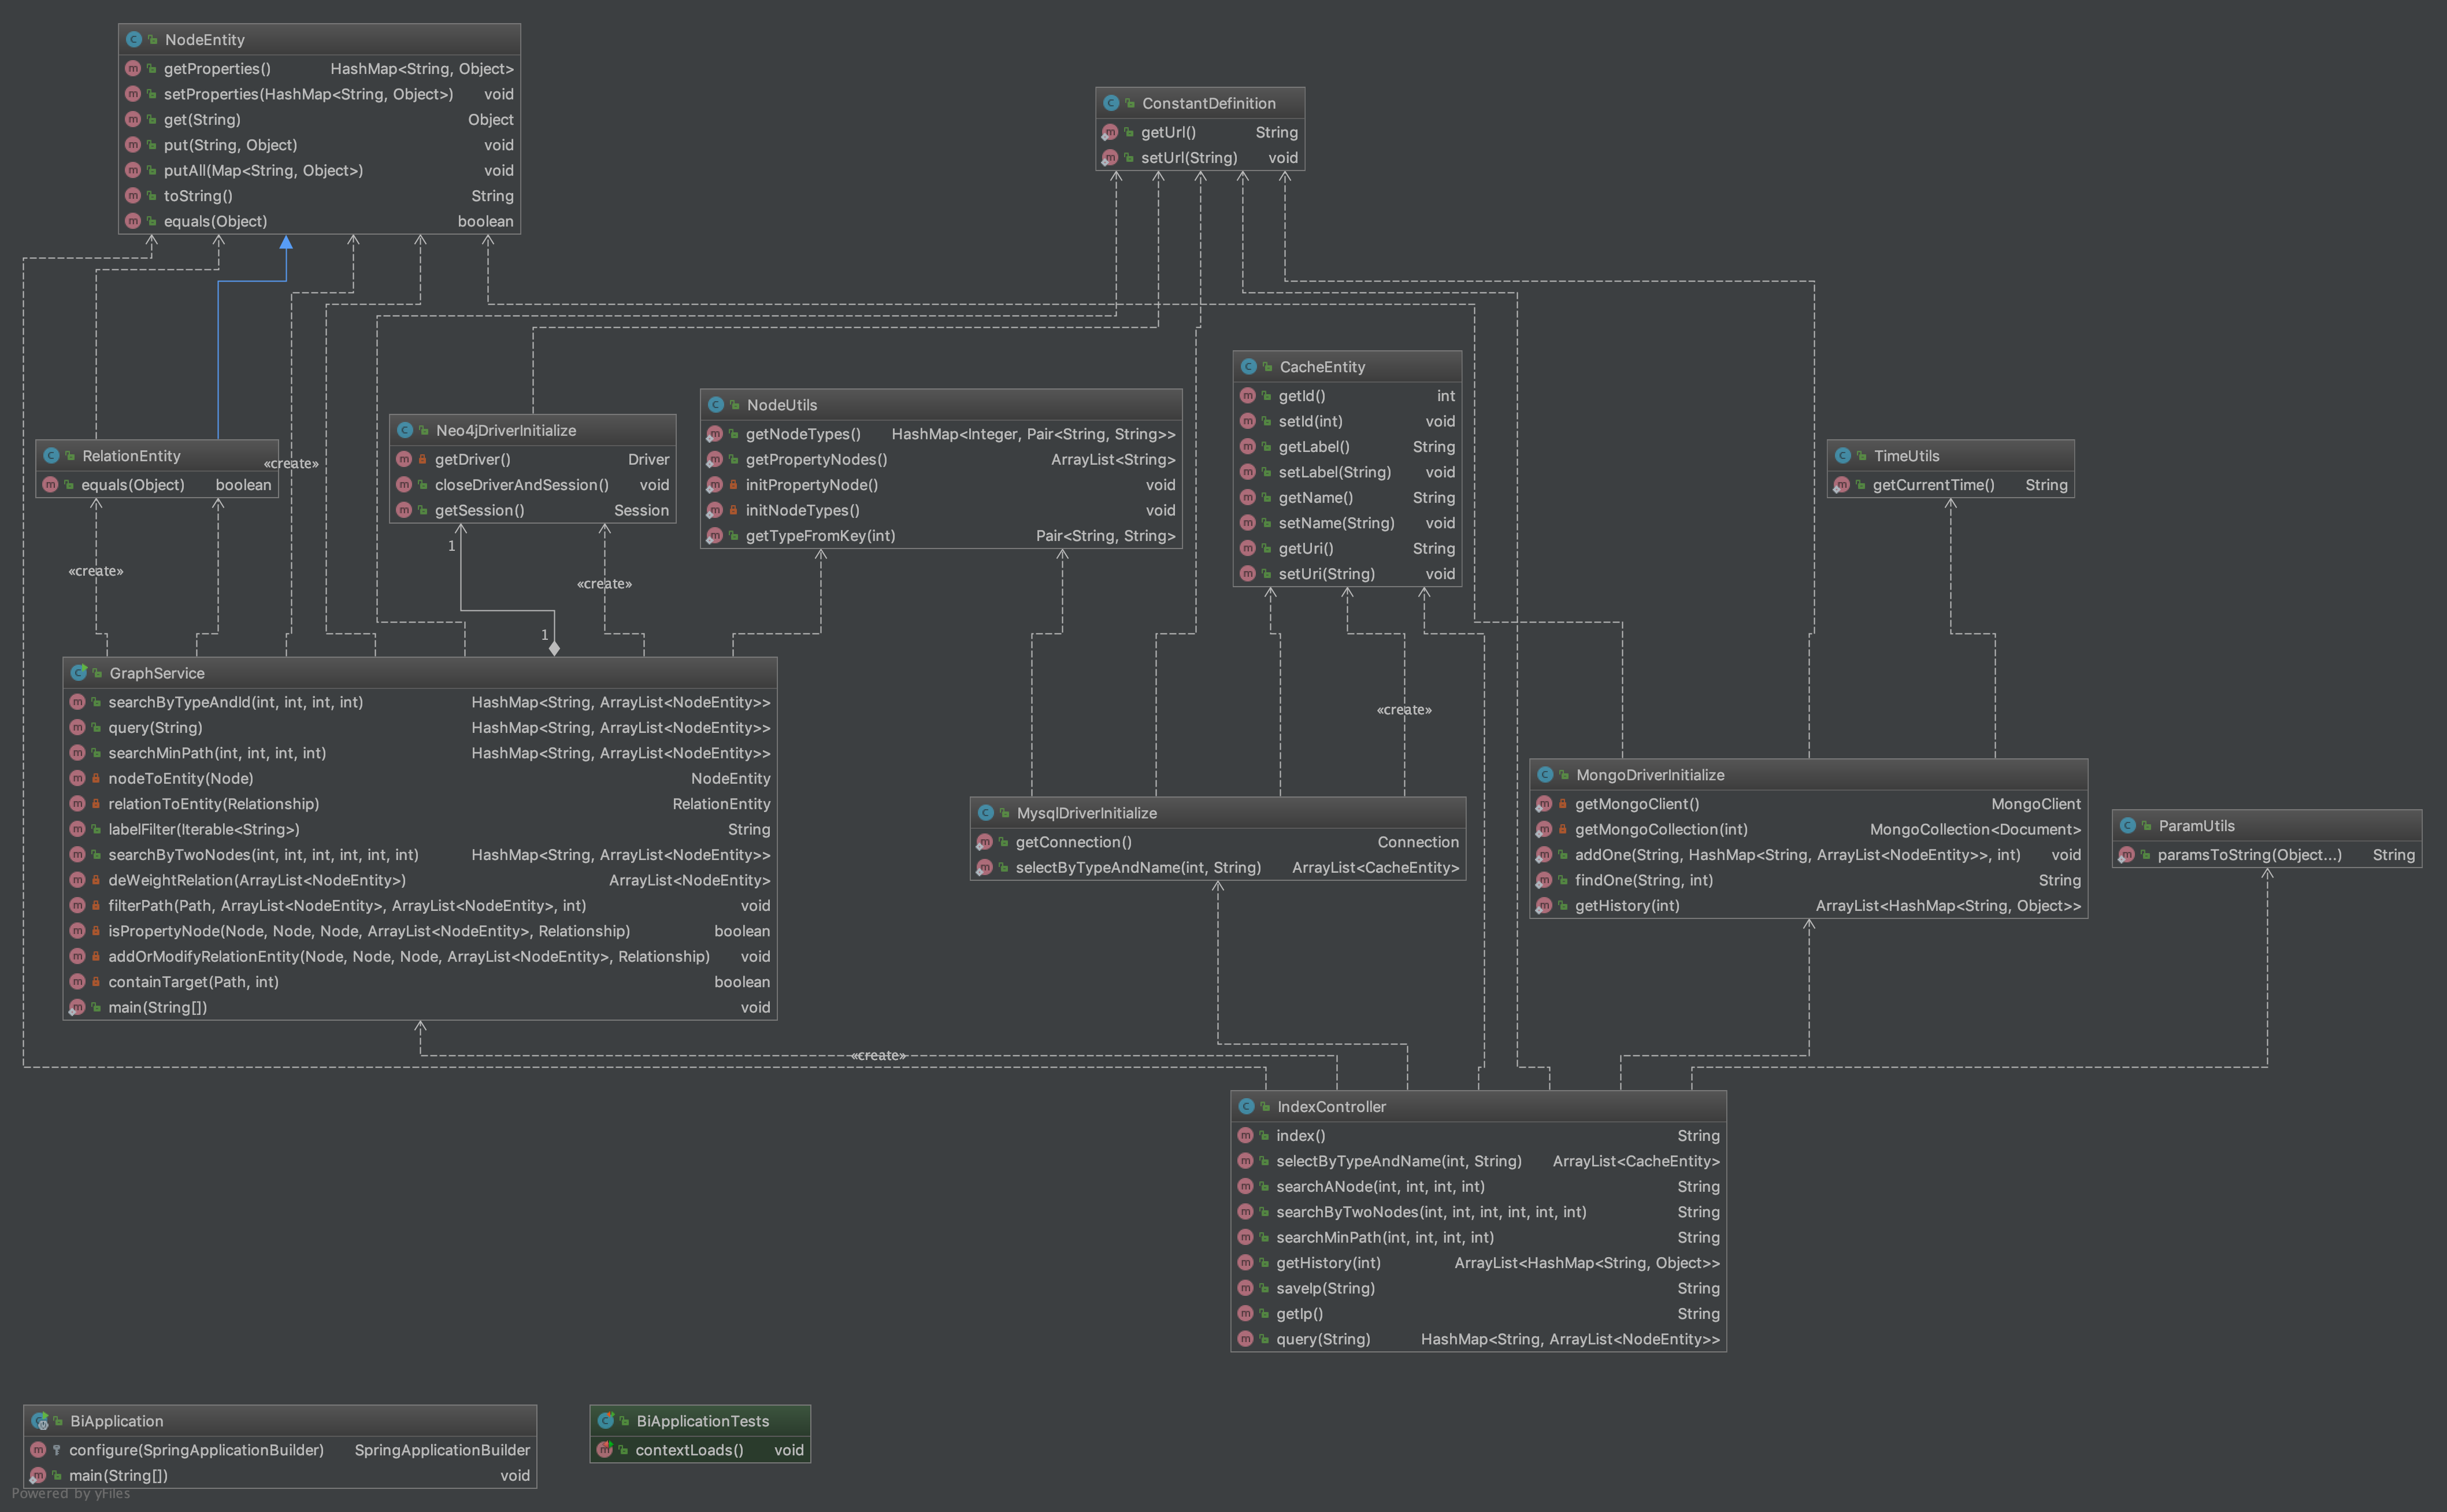 NodeEntity
getProperties() HashMap<String, Object>
setProperties(HashMap<String, Object>) void
get(String) Object
put(String, Object) void
putAll(Map<String, Object>) void
toString() String
equals(Object) boolean
ConstantDefinition
getUrl() String
setUrl(String) void
CacheEntity
getId() int
setId(int) void
getLabel() String
setLabel(String) void
getName() String
setName(String) void
getUri() String
setUri(String) void
NodeUtils
getNodeTypes() HashMap<Integer, Pair<String, String>>
getPropertyNodes() ArrayList<String>
initPropertyNode() void
initNodeTypes() void
getTypeFromKey(int) Pair<String, String>
Neo4jDriverInitialize
getDriver() Driver
closeDriverAndSession() void
getSession() Session
RelationEntity
equals(Object) boolean
«create»
TimeUtils
getCurrentTime() String
1
«create»
«create»
1
«create»
GraphService
searchByTypeAndId(int, int, int, int) HashMap<String, ArrayList<NodeEntity>>
query(String) HashMap<String, ArrayList<NodeEntity>>
searchMinPath(int, int, int, int) HashMap<String, ArrayList<NodeEntity>>
nodeToEntity(Node) NodeEntity
relationToEntity(Relationship) RelationEntity
labelFilter(Iterable<String>) String
searchByTwoNodes(int, int, int, int, int, int) HashMap<String, ArrayList<NodeEntity>>
deWeightRelation(ArrayList<NodeEntity>) ArrayList<NodeEntity>
filterPath(Path, ArrayList<NodeEntity>, ArrayList<NodeEntity>, int) void
isPropertyNode(Node, Node, Node, ArrayList<NodeEntity>, Relationship) boolean
addOrModifyRelationEntity(Node, Node, Node, ArrayList<NodeEntity>, Relationship) void
containTarget(Path, int) boolean
main(String[]) void
MysqlDriverInitialize
getConnection() Connection
selectByTypeAndName(int, String) ArrayList<CacheEntity>
MongoDriverInitialize
getMongoClient() MongoClient
getMongoCollection(int) MongoCollection<Document>
addOne(String, HashMap<String, ArrayList<NodeEntity>>, int) void
findOne(String, int) String
getHistory(int) ArrayList<HashMap<String, Object>>
ParamUtils
paramsToString(Object...) String
«create»
IndexController
index() String
selectByTypeAndName(int, String) ArrayList<CacheEntity>
searchANode(int, int, int, int) String
searchByTwoNodes(int, int, int, int, int, int) String
searchMinPath(int, int, int, int) String
getHistory(int) ArrayList<HashMap<String, Object>>
saveIp(String) String
getIp() String
query(String) HashMap<String, ArrayList<NodeEntity>>
BiApplication
configure(SpringApplicationBuilder) SpringApplicationBuilder
main(String[]) void
BiApplicationTests
contextLoads() void
Powered by yFiles